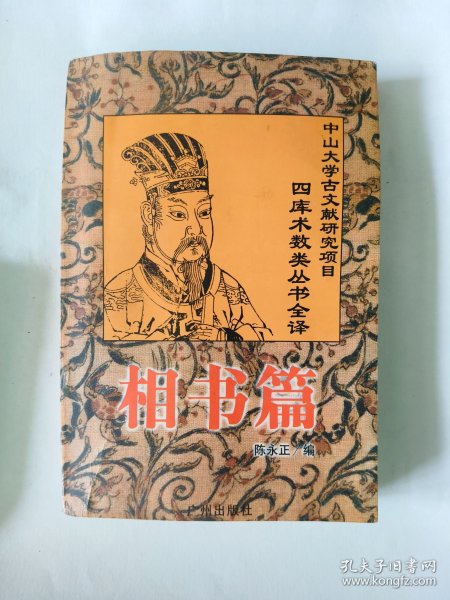 中山大学古文献研究项目
四库术数类丛书全译
相书篇
陈永正／编
广州出版社
孔夫子旧书网
www.kongfz.com